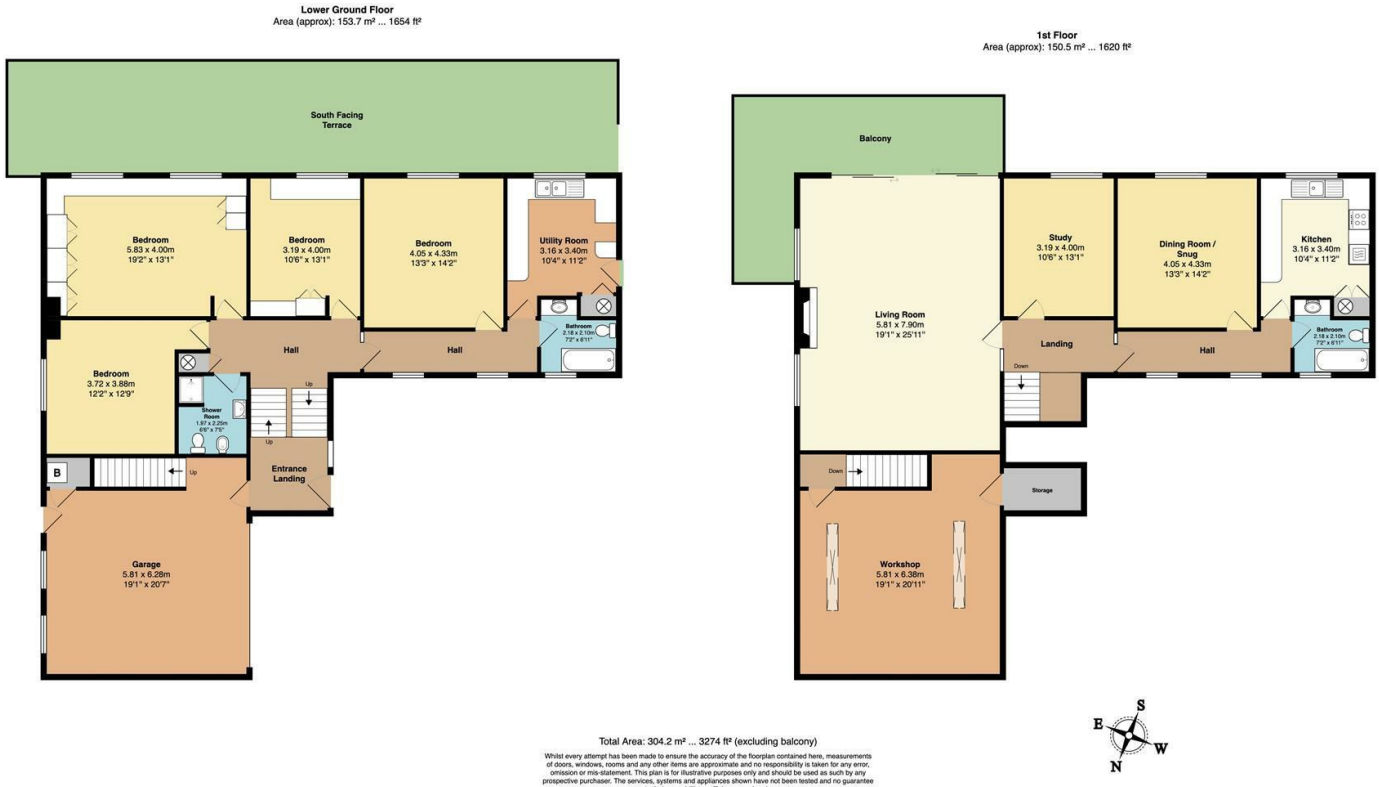 Lower Ground Floor
Area (approx): 153.7 m² ... 1654 ft²
South Facing
Terrace
Bedroom
5.83 x 4.00m
19'2" x 13'1"
Bedroom
3.19 x 4.00m
10'6" x 13'1"
Bedroom
4.05 x 4.33m
13'3" x 14'2"
Utility Room
3.16 x 3.40m
10'4" x 11'2"
Bathroom
2.18 x 2.10m
7'2" x 6'11"
Hall
Hall
Bedroom
3.72 x 3.88m
12'2" x 12'9"
Shower
Room
1.97 x 2.25m
6'6" x 7'5"
Up
Up
Entrance
Landing
B
Up
Garage
5.81 x 6.28m
19'1" x 20'7"
1st Floor
Area (approx): 150.5 m² ... 1620 ft²
Balcony
Living Room
5.81 x 7.90m
19'1" x 25'11"
Study
3.19 x 4.00m
10'6" x 13'1"
Dining Room /
Snug
4.05 x 4.33m
13'3" x 14'2"
Kitchen
3.16 x 3.40m
10'4" x 11'2"
Bathroom
2.18 x 2.10m
7'2" x 6'11"
Landing
Hall
Down
Down
Storage
Workshop
5.81 x 6.38m
19'1" x 20'11"
S
E
W
N
Total Area: 304.2 m² ... 3274 ft² (excluding balcony)
Whilst every attempt has been made to ensure the accuracy of the floorplan contained here, measurements
of doors, windows, rooms and any other items are approximate and no responsibility is taken for any error,
omission or mis-statement. This plan is for illustrative purposes only and should be used as such by any
prospective purchaser. The services, systems and appliances shown have not been tested and no guarantee